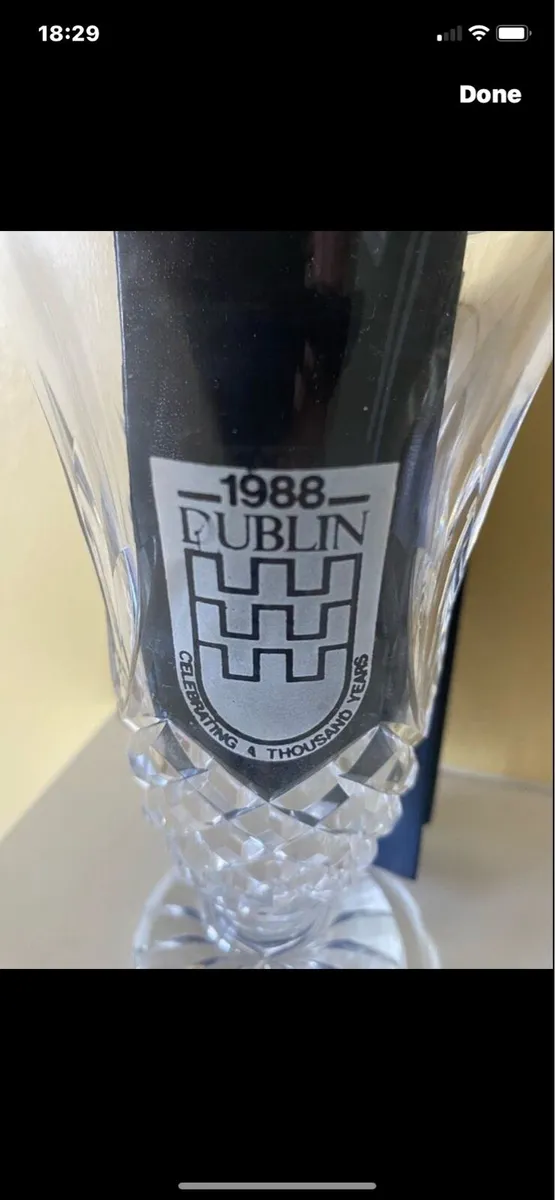 18:29
Done
1988
DUBLIN
CELEBRATING A THOUSAND YEARS